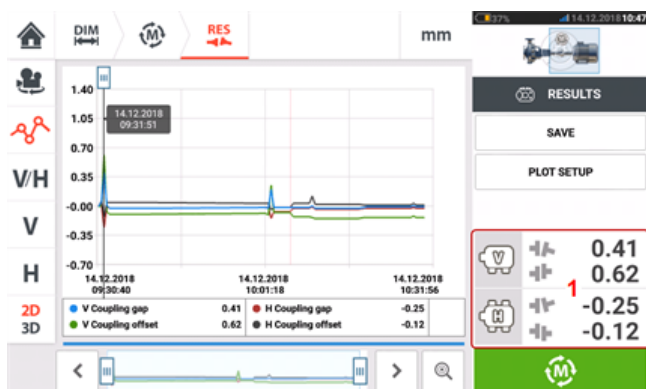 DIM
M
RES
mm
37%
14.12.2018 10:47
RESULTS
SAVE
PLOT SETUP
V/H
V
H
2D
3D
1.40
1.05
0.70
0.35
-0.00
-0.35
-0.70
14.12.2018
09:31:51
14.12.2018
09:30:40
14.12.2018
10:01:18
14.12.2018
10:31:56
V Coupling gap 0.41 H Coupling gap -0.25
V Coupling offset 0.62 H Coupling offset -0.12
V
0.41
0.62
1
H
-0.25
-0.12
M